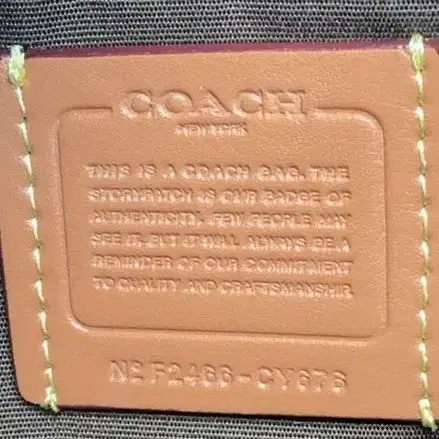 COACH
NEW YORK
THIS IS A COACH BAG. THE
STORYPATCH IS OUR BADGE OF
AUTHENTICITY. FEW PEOPLE MAY
SEE IT, BUT IT WILL ALWAYS BE A
REMINDER OF OUR COMMITMENT
TO QUALITY AND CRAFTSMANSHIP.
Nº F2466-CY676